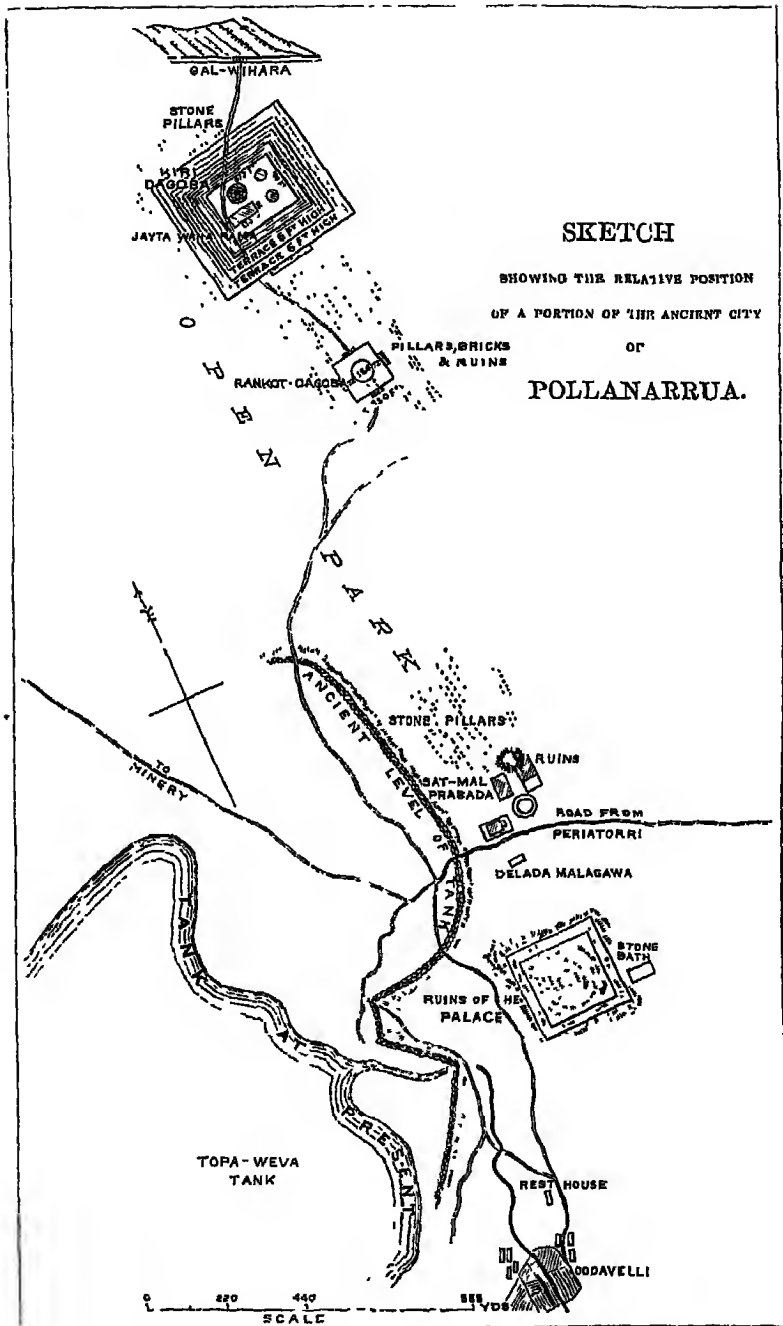 GAL-WIHARA
STONE
PILLARS
KIRI
DAGOBA
JAYTA WANA RAMA
TERRACE 6 FT HIGH
TERRACE 6 FT HIGH
SKETCH
SHOWING THE RELATIVE POSITION
OF A PORTION OF THE ANCIENT CITY
OF
POLLANARRUA.
PILLARS, BRICKS
& RUINS
RANKOT-DAGOBA
OPEN PARK
ANCIENT LEVEL OF TANK
STONE PILLARS
RUINS
SAT-MAL
PRASADA
TO
MINERY
ROAD FROM
PERIATORRI
DELADA MALAGAWA
STONE
BATH
RUINS OF HE
PALACE
TANK AT PRESENT
TOPA-WEVA
TANK
REST HOUSE
OODAVELLI
0 220 440 YDS
SCALE